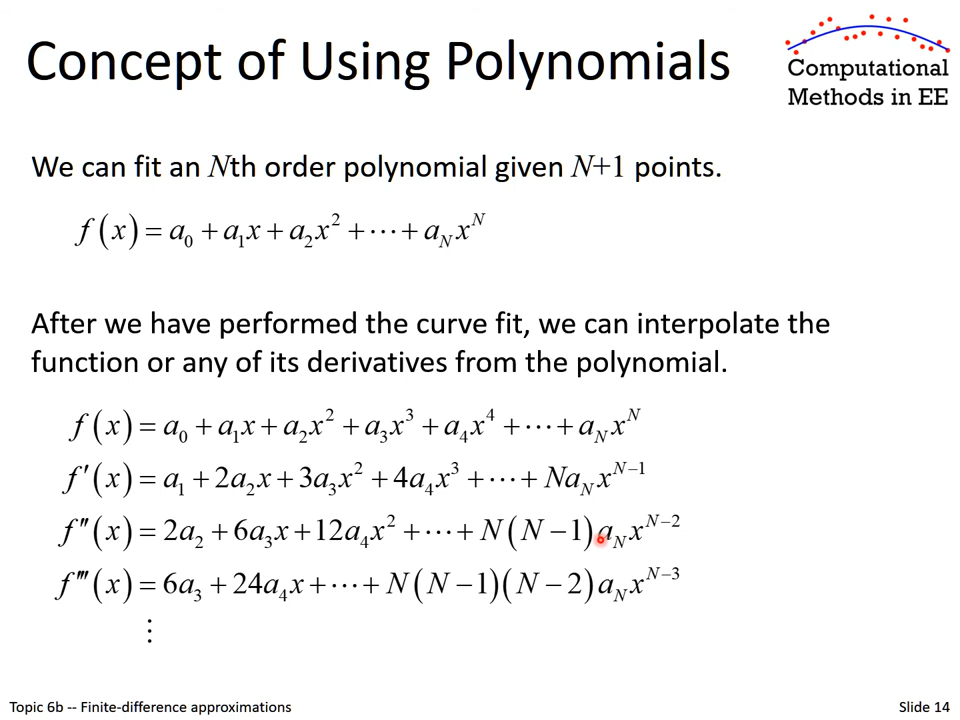 Concept of Using Polynomials
Computational
Methods in EE
We can fit an Nth order polynomial given N+1 points.
f(x) = a₀ + a₁x + a₂x² + ⋯ + a_N x^N
After we have performed the curve fit, we can interpolate the
function or any of its derivatives from the polynomial.
f(x) = a₀ + a₁x + a₂x² + a₃x³ + a₄x⁴ + ⋯ + a_N x^N
f′(x) = a₁ + 2a₂x + 3a₃x² + 4a₄x³ + ⋯ + Na_N x^{N−1}
f″(x) = 2a₂ + 6a₃x + 12a₄x² + ⋯ + N(N−1)a_N x^{N−2}
f‴(x) = 6a₃ + 24a₄x + ⋯ + N(N−1)(N−2)a_N x^{N−3}
⋮
Topic 6b -- Finite-difference approximations
Slide 14